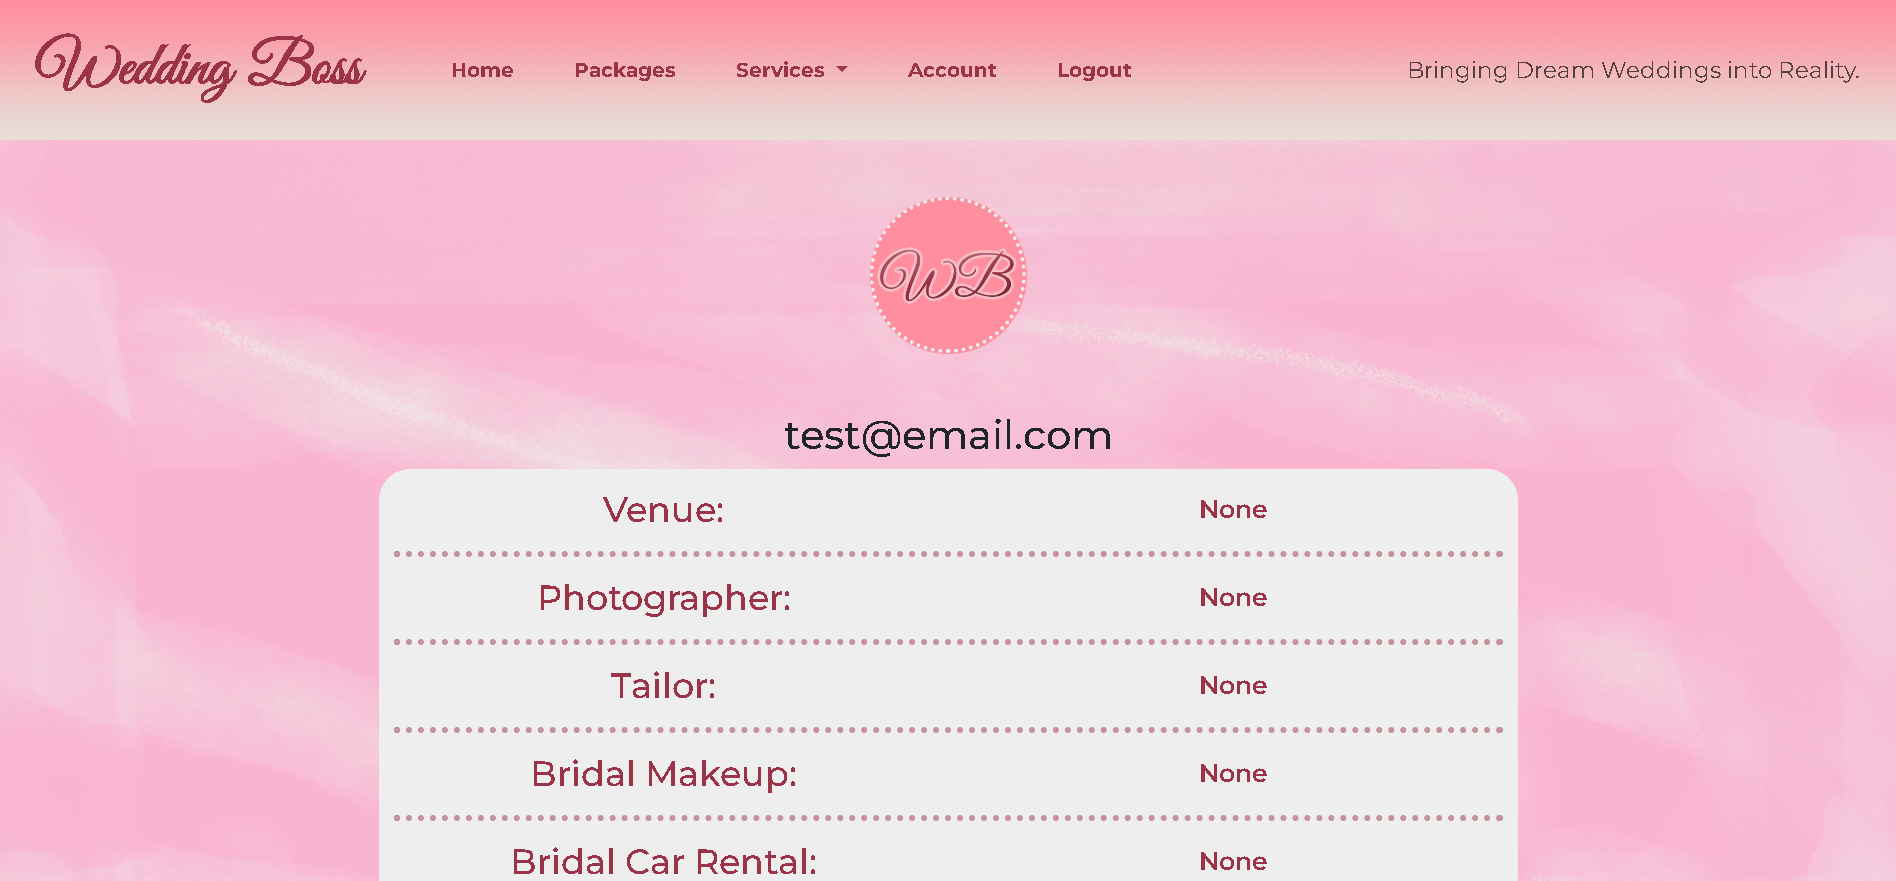 Wedding Boss Home Packages Services Account Logout Bringing Dream Weddings into Reality.
WB
test@email.com
Venue: None
Photographer: None
Tailor: None
Bridal Makeup: None
Bridal Car Rental: None